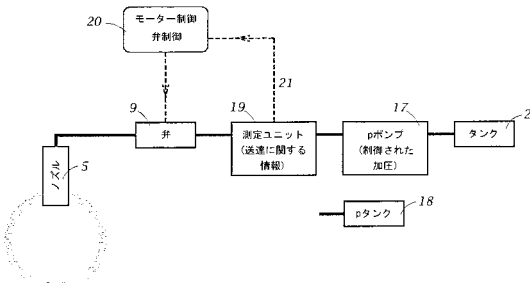 20
モーター制御
弁制御
21
9
弁
19
測定ユニット
(送達に関する
情報)
17
pポンプ
(制御された
加圧)
2
タンク
ノズル
5
pタンク
18